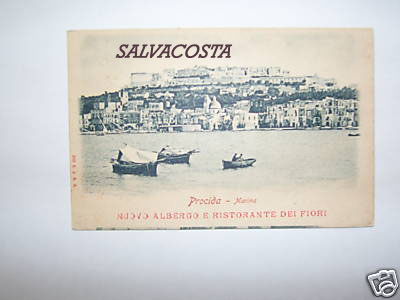 SALVACOSTA
Procida - Marina
NUOVO ALBERGO E RISTORANTE DEI FIORI